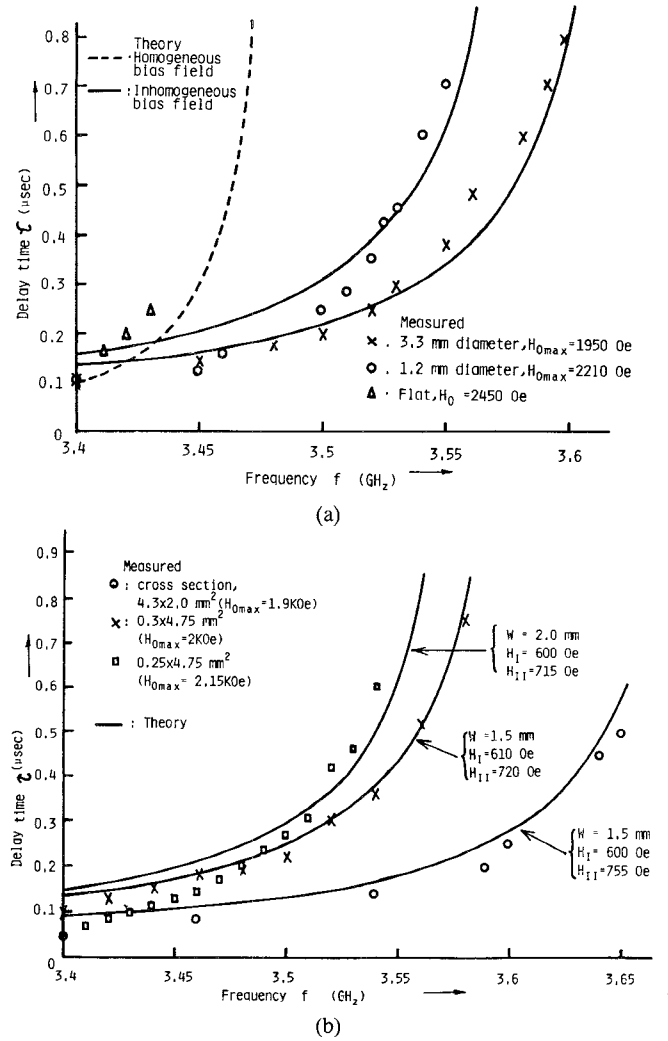 Theory
Homogeneous
bias field
: Inhomogeneous
bias field
0.8
0.6
0.4
0.3
0.2
0.1
0
Delay time τ (μsec)
Measured
× . 3.3 mm diameter,H0max=1950 Oe
o . 1.2 mm diameter,H0max=2210 Oe
Δ · Flat,H0 =2450 Oe
3.4
3.45
3.5
3.55
3.6
Frequency f (GHz)
(a)
0.9
0.8
0.7
0.6
0.5
0.4
0.3
0.2
0.1
0
Delay time τ (μsec)
Measured
o : cross section,
4.3x2.0 mm2(H0max=1.9KOe)
× : 0.3x4.75 mm2
(H0max=2KOe)
□ 0.25x4.75 mm2
(H0max= 2.15KOe)
: Theory
W = 2.0 mm
HI= 600 Oe
HII=715 Oe
W =1.5 mm
HI=610 Oe
HII=720 Oe
W = 1.5 mm
HI= 600 Oe
HII=755 Oe
3.4
3.45
3.5
3.55
3.6
3.65
Frequency f (GHz)
(b)